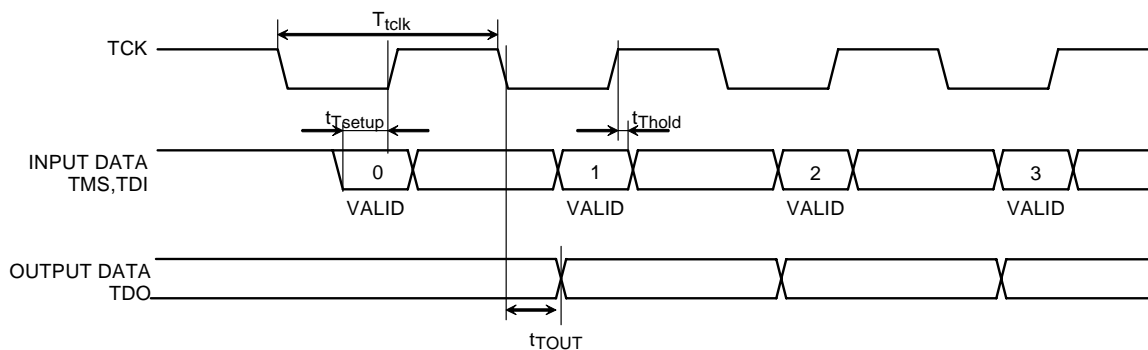 T tclk
TCK
tTsetup
tThold
INPUT DATA
TMS,TDI
0
1
2
3
VALID
VALID
VALID
VALID
OUTPUT DATA
TDO
tTOUT